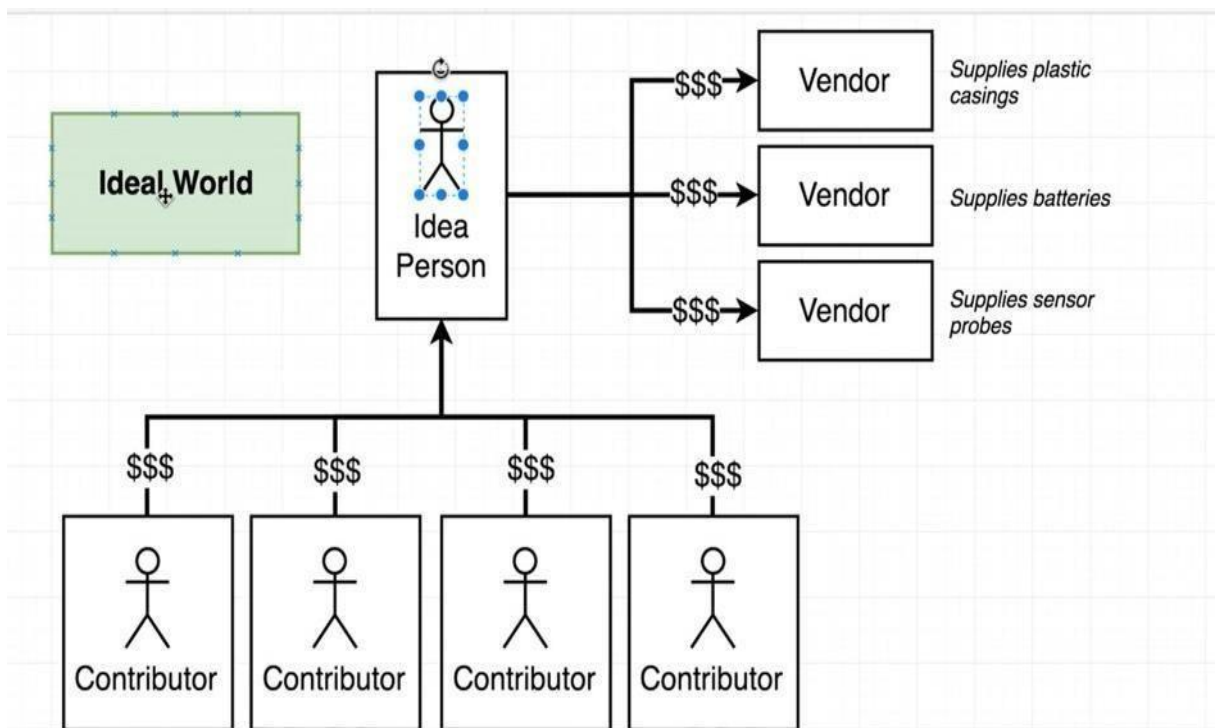 Ideal World
Idea
Person
$$$
Vendor
Supplies plastic
casings
$$$
Vendor
Supplies batteries
$$$
Vendor
Supplies sensor
probes
$$$
$$$
$$$
$$$
Contributor
Contributor
Contributor
Contributor